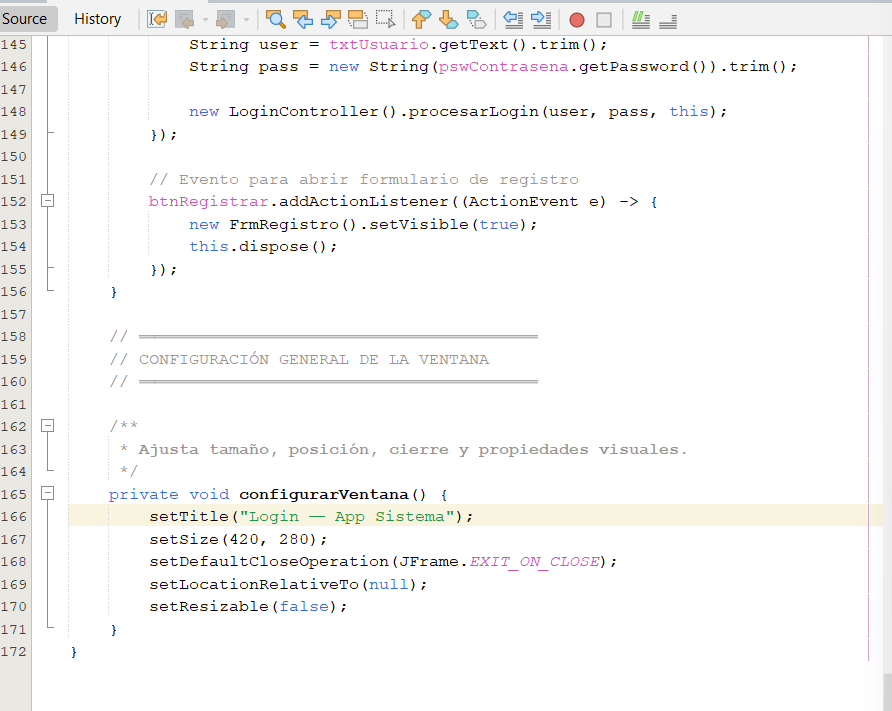 Source History
145 String user = txtUsuario.getText().trim();
146 String pass = new String(pswContrasena.getPassword()).trim();
147
148 new LoginController().procesarLogin(user, pass, this);
149 });
150
151 // Evento para abrir formulario de registro
152 btnRegistrar.addActionListener((ActionEvent e) -> {
153 new FrmRegistro().setVisible(true);
154 this.dispose();
155 });
156 }
157
158 // ════════════════════════════════════════
159 // CONFIGURACIÓN GENERAL DE LA VENTANA
160 // ════════════════════════════════════════
161
162 /**
163 * Ajusta tamaño, posición, cierre y propiedades visuales.
164 */
165 private void configurarVentana() {
166 setTitle("Login — App Sistema");
167 setSize(420, 280);
168 setDefaultCloseOperation(JFrame.EXIT_ON_CLOSE);
169 setLocationRelativeTo(null);
170 setResizable(false);
171 }
172 }